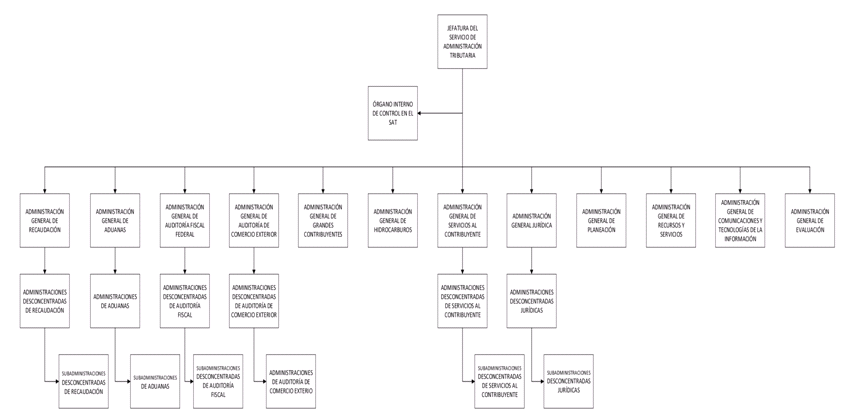 JEFATURA DEL
SERVICIO DE
ADMINISTRACIÓN
TRIBUTARIA
ÓRGANO INTERNO
DE CONTROL EN EL
SAT
ADMINISTRACIÓN
GENERAL DE
RECAUDACIÓN
ADMINISTRACIÓN
GENERAL DE
ADUANAS
ADMINISTRACIÓN
GENERAL DE
AUDITORÍA FISCAL
FEDERAL
ADMINISTRACIÓN
GENERAL DE
AUDITORÍA DE
COMERCIO EXTERIOR
ADMINISTRACIÓN
GENERAL DE
GRANDES
CONTRIBUYENTES
ADMINISTRACIÓN
GENERAL DE
HIDROCARBUROS
ADMINISTRACIÓN
GENERAL DE
SERVICIOS AL
CONTRIBUYENTE
ADMINISTRACIÓN
GENERAL JURÍDICA
ADMINISTRACIÓN
GENERAL DE
PLANEACIÓN
ADMINISTRACIÓN
GENERAL DE
RECURSOS Y
SERVICIOS
ADMINISTRACIÓN
GENERAL DE
COMUNICACIONES Y
TECNOLOGÍAS DE LA
INFORMACIÓN
ADMINISTRACIÓN
GENERAL DE
EVALUACIÓN
ADMINISTRACIONES
DESCONCENTRADAS
DE RECAUDACIÓN
ADMINISTRACIONES
DE ADUANAS
ADMINISTRACIONES
DESCONCENTRADAS
DE AUDITORÍA
FISCAL
ADMINISTRACIONES
DESCONCENTRADAS
DE AUDITORÍA DE
COMERCIO EXTERIOR
ADMINISTRACIONES
DESCONCENTRADAS
DE SERVICIOS AL
CONTRIBUYENTE
ADMINISTRACIONES
DESCONCENTRADAS
JURÍDICAS
SUBADMINISTRACIONES
DESCONCENTRADAS
DE RECAUDACIÓN
SUBADMINISTRACIONES
DE ADUANAS
SUBADMINISTRACIONES
DESCONCENTRADAS
DE AUDITORÍA
FISCAL
ADMINISTRACIONES
DE AUDITORÍA DE
COMERCIO EXTERIO
SUBADMINISTRACIONES
DESCONCENTRADAS
DE SERVICIOS AL
CONTRIBUYENTE
SUBADMINISTRACIONES
DESCONCENTRADAS
JURÍDICAS